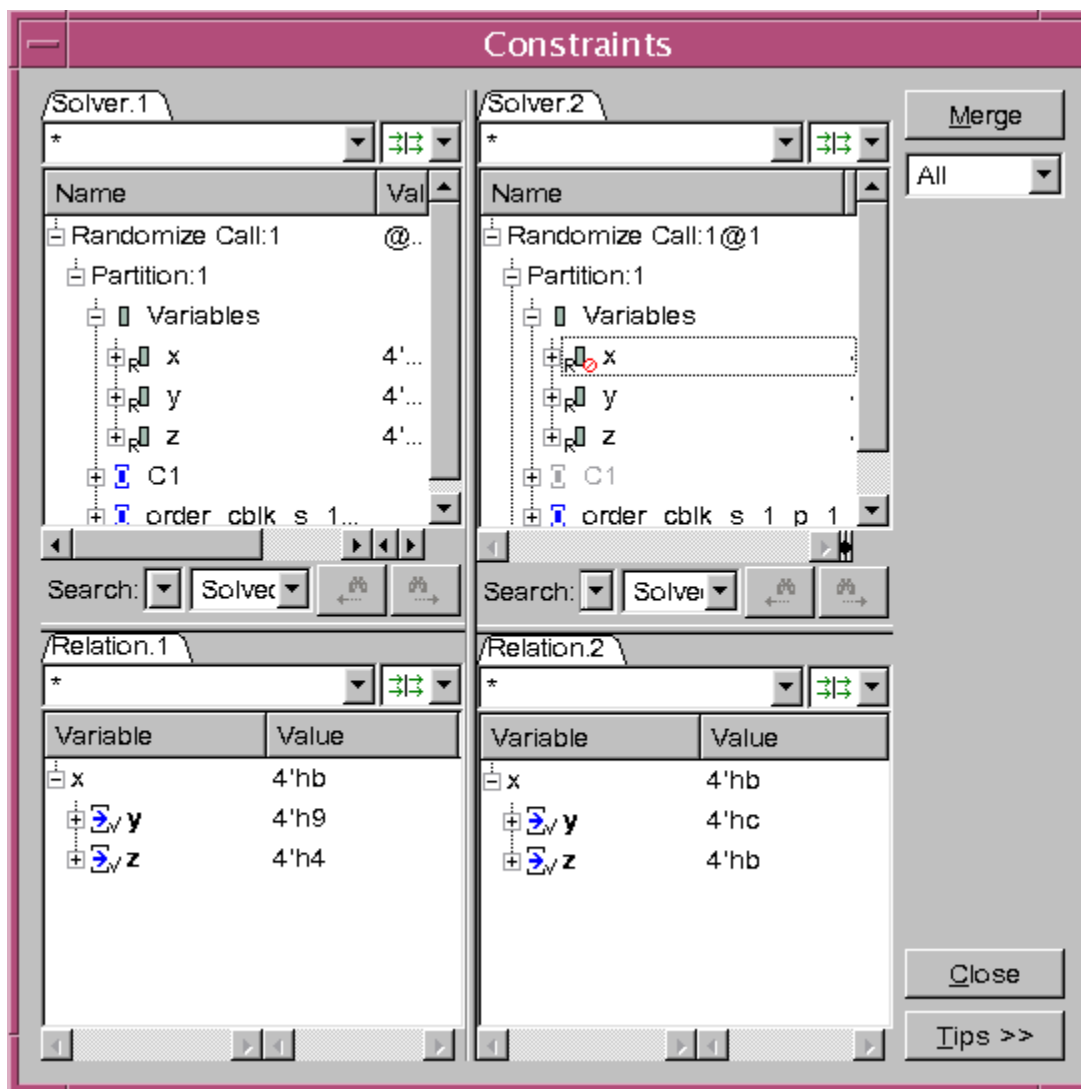 Constraints
Solver.1
*
Name Val
Randomize Call:1 @..
Partition:1
Variables
R x 4'...
R y 4'...
R z 4'...
C1
order_cblk_s_1...
Search: Solver
Relation.1
*
Variable Value
x 4'hb
y 4'h9
z 4'h4
Solver.2
*
Name
Randomize Call:1@1
Partition:1
Variables
R x
R y
R z
C1
order_cblk_s_1_p_1
Search: Solver
Relation.2
*
Variable Value
x 4'hb
y 4'hc
z 4'hb
Merge
All
Close
Tips >>